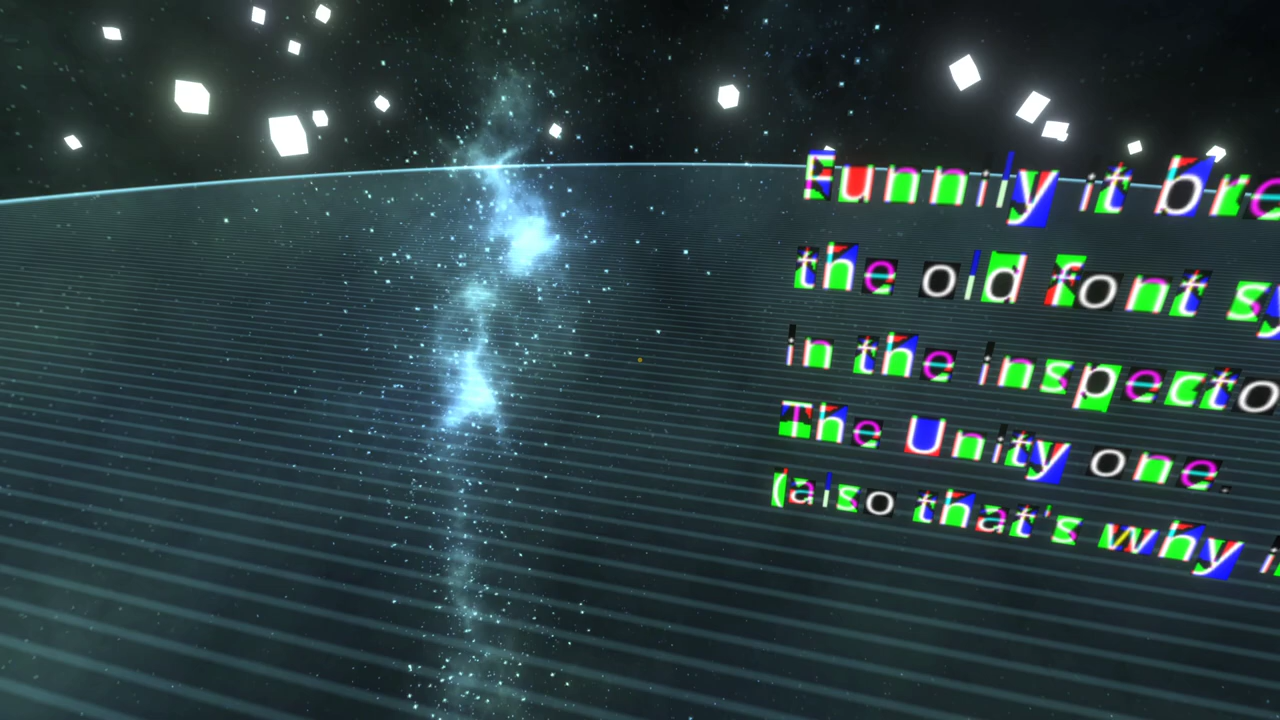 Funnily it bre
the old font sy
in the inspecto
The Unity one.
(also that's why i